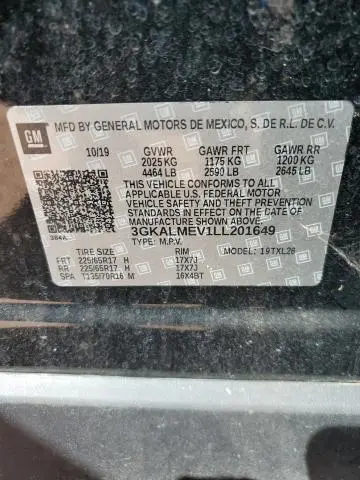 GM MFD BY GENERAL MOTORS DE MEXICO, S. DE R.L. DE C.V.
10/19 GVWR GAWR FRT GAWR RR
2025 KG 1175 KG 1200 KG
4464 LB 2590 LB 2645 LB
THIS VEHICLE CONFORMS TO ALL APPLICABLE
U.S. FEDERAL MOTOR
VEHICLE SAFETY AND THEFT PREVENTION
STANDARDS IN EFFECT ON THE DATE OF
MANUFACTURE SHOWN ABOVE.
384A 3GKALMEV1LL201649
TYPE: M.P.V. MODEL: 19TXL26
TIRE SIZE RIM
FRT 225/65R17 H 17X7J
RR 225/65R17 H 17X7J
SPA T135/70R16 M 16X4BT